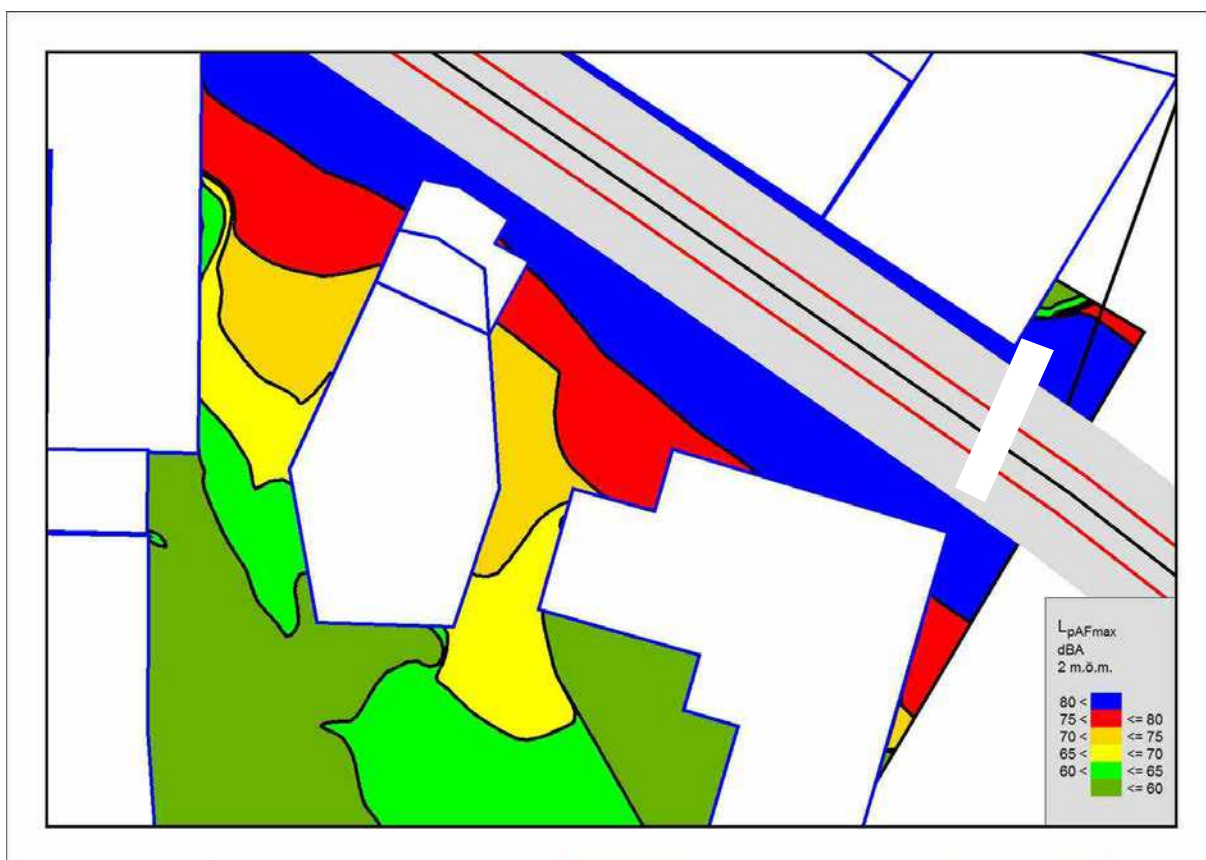 LpAFmax
dBA
2 m.ö.m.
80 <
75 < <= 80
70 < <= 75
65 < <= 70
60 < <= 65
<= 60